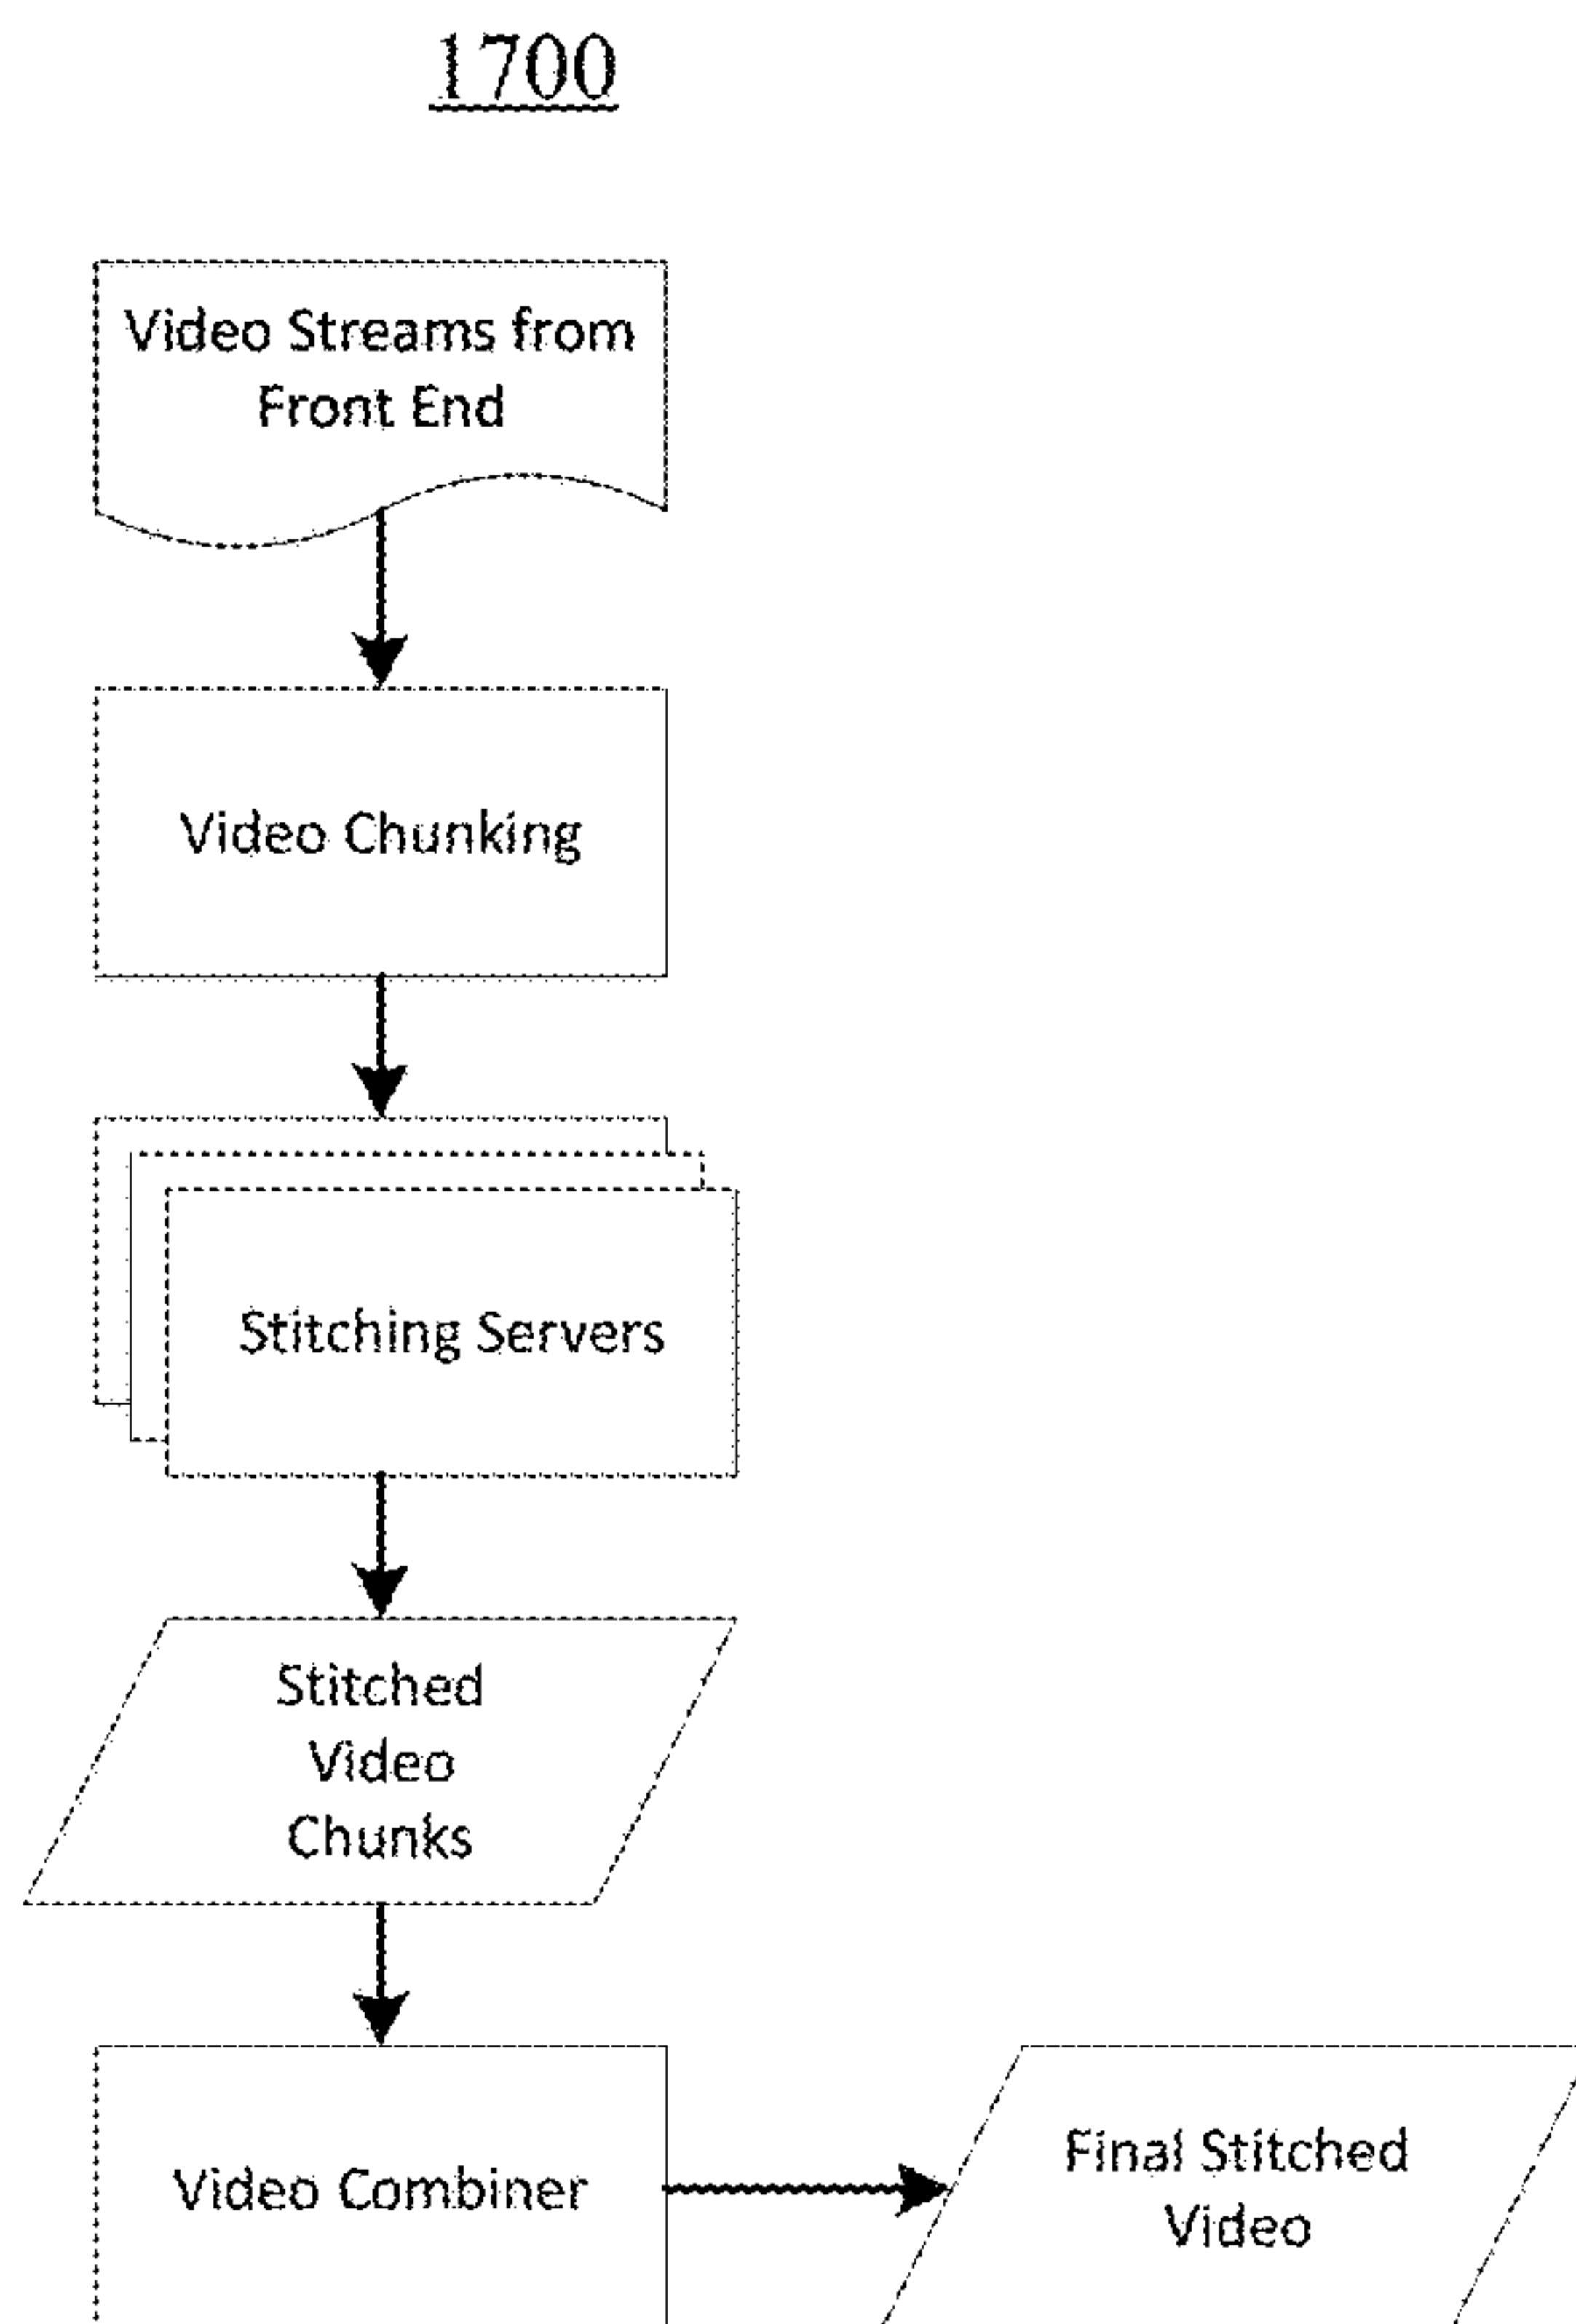 1700
Video Streams from
Front End
Video Chunking
Stitching Servers
Stitched
Video
Chunks
Video Combiner
Final Stitched
Video